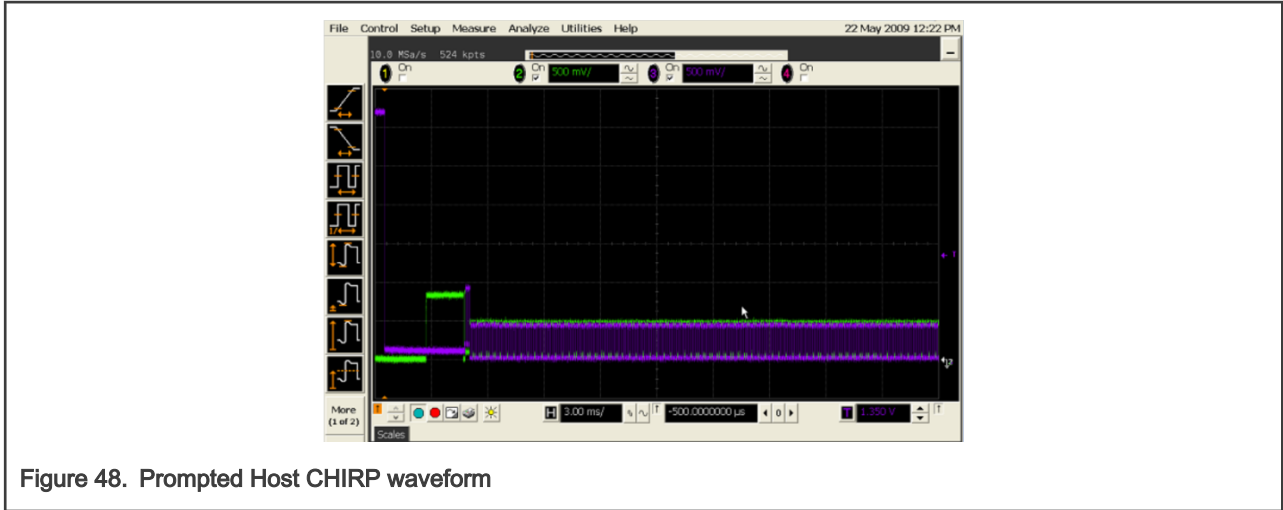 File Control Setup Measure Analyze Utilities Help 22 May 2009 12:22 PM
10.0 MSa/s 524 kpts
1 On 2 On 500 mV/ 3 On 500 mV/ 4 On
1/
More
(1 of 2)
H 3.00 ms/ -500.0000000 µs 0 T 1.350 V
Scales
Figure 48. Prompted Host CHIRP waveform